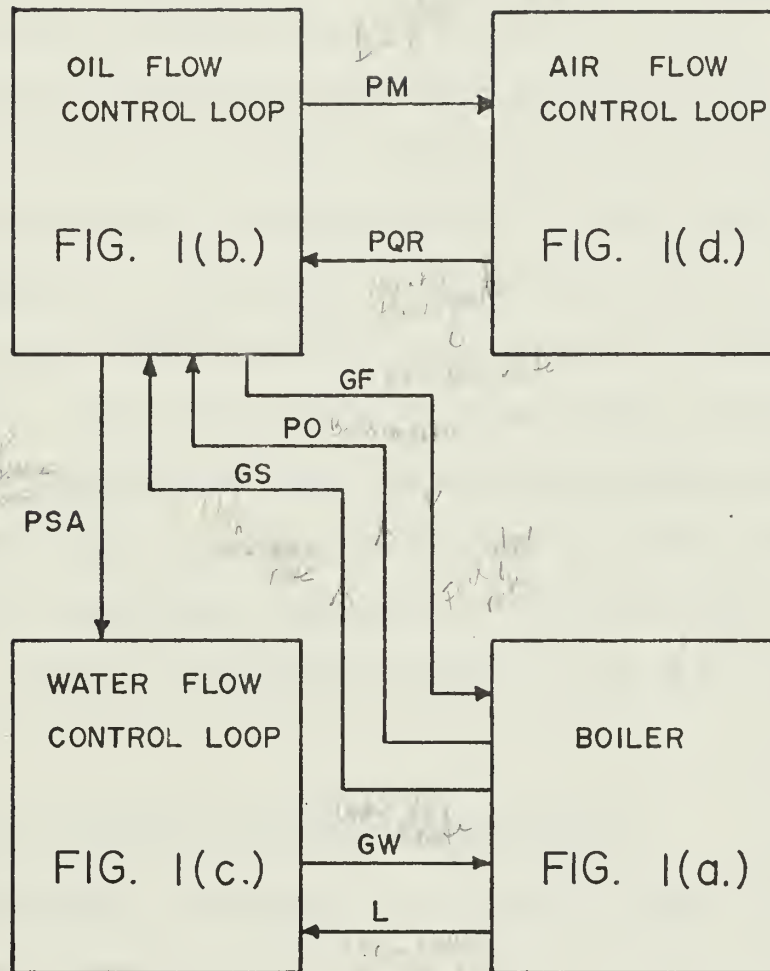 OIL FLOW
CONTROL LOOP
FIG. 1(b.)
AIR FLOW
CONTROL LOOP
FIG. 1(d.)
PM
PQR
GF
PO
GS
PSA
WATER FLOW
CONTROL LOOP
FIG. 1(c.)
BOILER
FIG. 1(a.)
GW
L